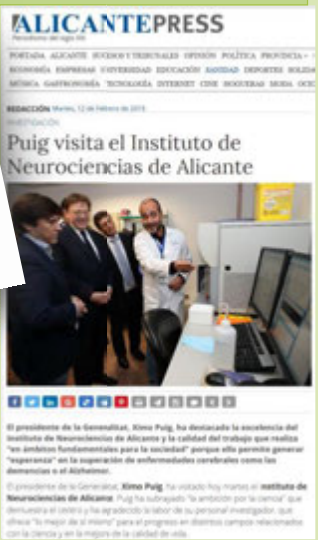 ALICANTEPRESS
Periodismo del siglo XXI
PORTADA ALICANTE SUCESOS Y TRIBUNALES OPINIÓN POLÍTICA PROVINCIA
ECONOMÍA EMPRESAS UNIVERSIDAD EDUCACIÓN SANIDAD DEPORTES
MÚSICA GASTRONOMÍA TECNOLOGÍA INTERNET CINE HOGUERAS MODA
REDACCIÓN Martes, 12 de Febrero de 2019
INVESTIGACIÓN
Puig visita el Instituto de
Neurociencias de Alicante
El presidente de la Generalitat, Ximo Puig, ha destacado la excelencia del
Instituto de Neurociencias de Alicante y la calidad del trabajo que realiza
"en ámbitos fundamentales para la sociedad" porque ello permite generar
"esperanza" en la superación de enfermedades cerebrales como las
demencias o el Alzheimer.
El presidente de la Generalitat, Ximo Puig, ha visitado hoy martes el Instituto de
Neurociencias de Alicante. Puig ha subrayado "la ambición por la ciencia" que
demuestra el centro y ha agradecido la labor de su personal investigador, que
ofrece "lo mejor de sí mismo" para el progreso en distintos campos relacionados
con la ciencia y en la mejora de la calidad de vida.